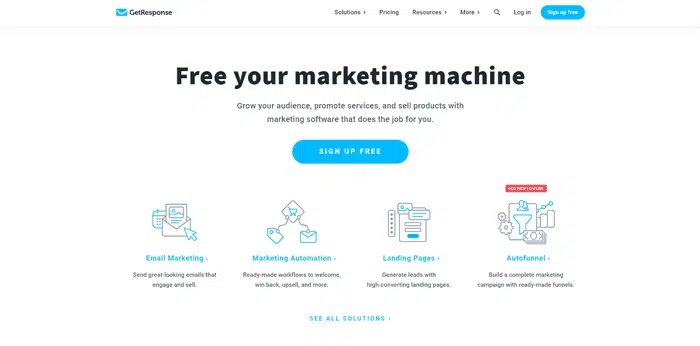 GetResponse
Solutions ›
Pricing
Resources ›
More ›
Log in
Sign up free
Free your marketing machine
Grow your audience, promote services, and sell products with
marketing software that does the job for you.
SIGN UP FREE
Email Marketing ›
Send great-looking emails that
engage and sell.
Marketing Automation ›
Ready-made workflows to welcome,
win back, upsell, and more.
Landing Pages ›
Generate leads with
high-converting landing pages.
Autofunnel ›
Build a complete marketing
campaign with ready-made funnels.
SEE ALL SOLUTIONS ›